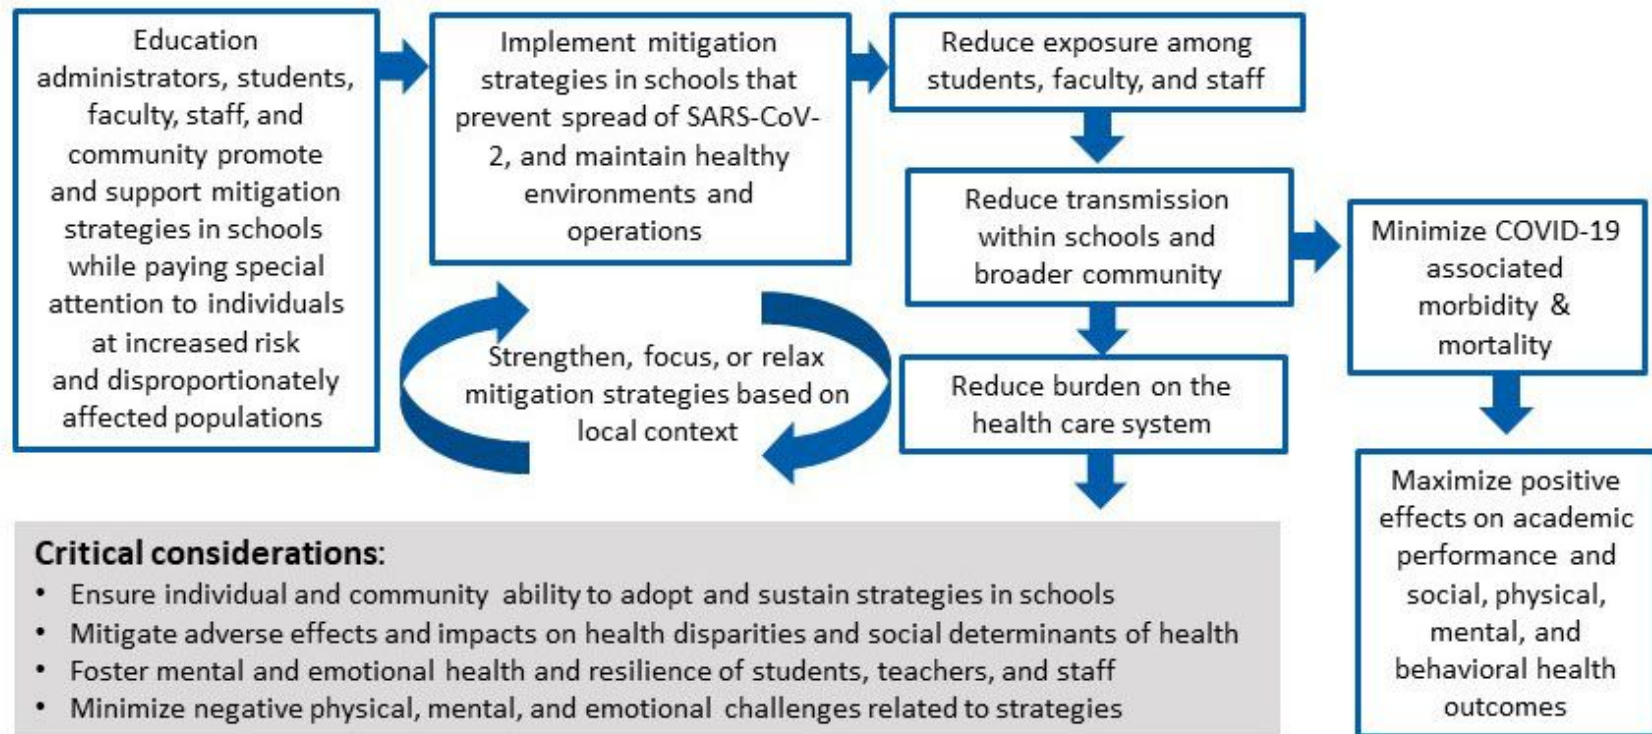 Education
administrators, students,
faculty, staff, and
community promote
and support mitigation
strategies in schools
while paying special
attention to individuals
at increased risk
and disproportionately
affected populations
Implement mitigation
strategies in schools that
prevent spread of SARS-CoV-
2, and maintain healthy
environments and
operations
Reduce exposure among
students, faculty, and staff
Reduce transmission
within schools and
broader community
Minimize COVID-19
associated
morbidity &
mortality
Strengthen, focus, or relax
mitigation strategies based on
local context
Reduce burden on the
health care system
Maximize positive
effects on academic
performance and
social, physical,
mental, and
behavioral health
outcomes
Critical considerations:
• Ensure individual and community ability to adopt and sustain strategies in schools
• Mitigate adverse effects and impacts on health disparities and social determinants of health
• Foster mental and emotional health and resilience of students, teachers, and staff
• Minimize negative physical, mental, and emotional challenges related to strategies